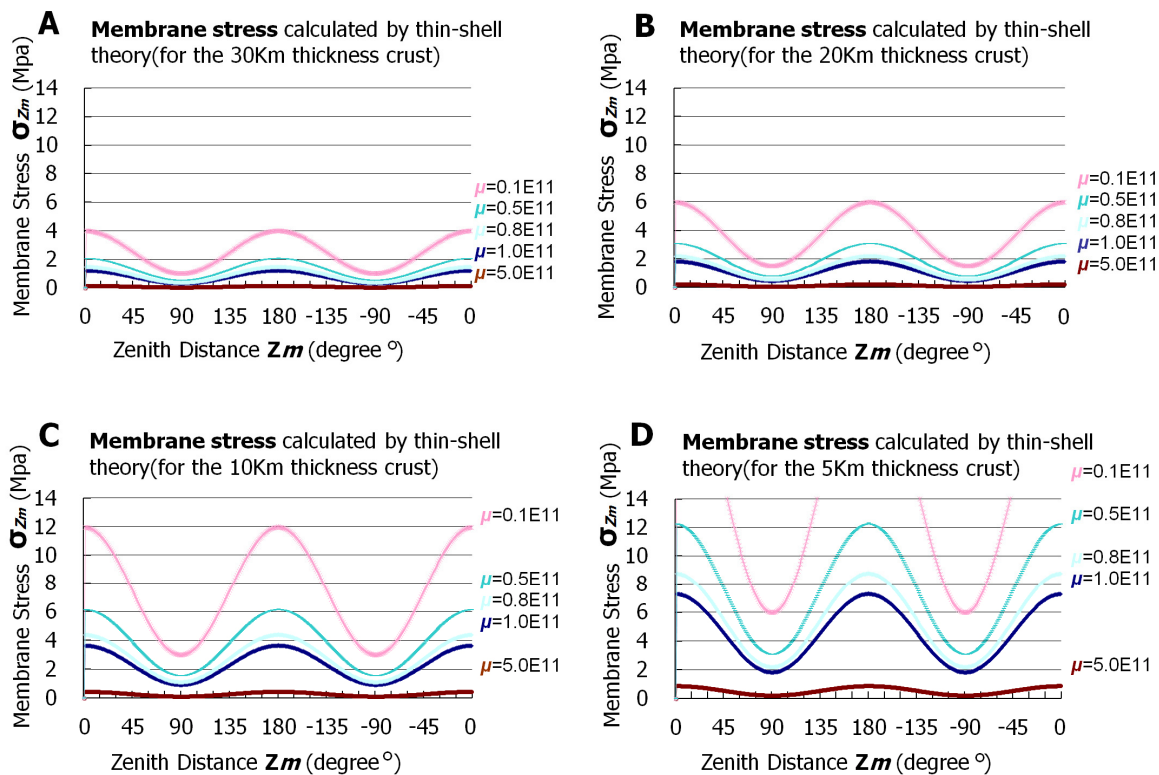 A
Membrane stress calculated by thin-shell
theory(for the 30Km thickness crust)
Membrane Stress σZm (Mpa)
14
12
10
8
6
4
2
0
0 90 135 180 -135 -90 0
Zenith Distance Zm (degree °)
μ=0.1E11
μ=0.5E11
μ=0.8E11
μ=1.0E11
μ=5.0E11
B
Membrane stress calculated by thin-shell
theory(for the 20Km thickness crust)
Membrane Stress σZm (Mpa)
14
12
10
8
6
4
2
0
0 90 135 180 -135 -90 0
Zenith Distance Zm (degree °)
μ=0.1E11
μ=0.5E11
μ=0.8E11
μ=1.0E11
μ=5.0E11
C
Membrane stress calculated by thin-shell
theory(for the 10Km thickness crust)
Membrane Stress σZm (Mpa)
14
12
10
8
6
4
2
0
0 90 135 180 -135 -90 0
Zenith Distance Zm (degree °)
μ=0.1E11
μ=0.5E11
μ=0.8E11
μ=1.0E11
μ=5.0E11
D
Membrane stress calculated by thin-shell
theory(for the 5Km thickness crust)
Membrane Stress σZm (Mpa)
14
12
10
8
6
4
2
0
0 90 135 180 -135 -90 0
Zenith Distance Zm (degree °)
μ=0.1E11
μ=0.5E11
μ=0.8E11
μ=1.0E11
μ=5.0E11